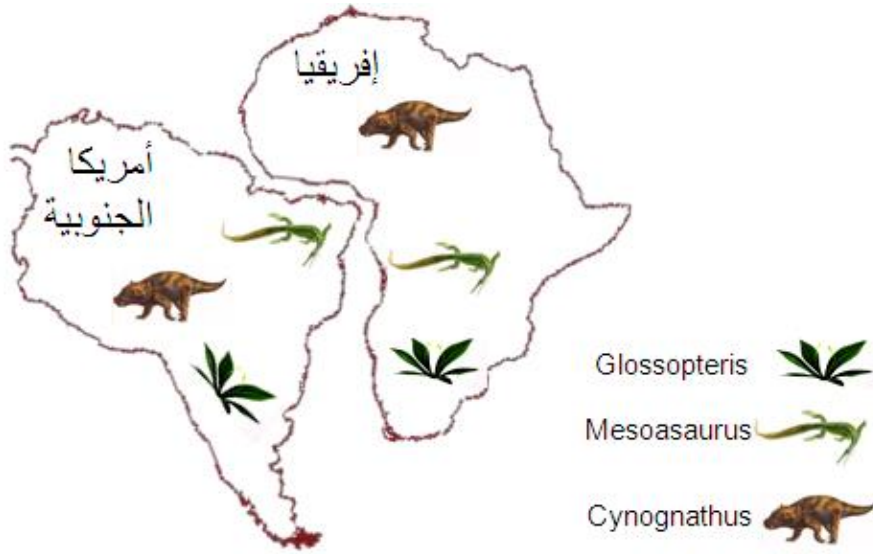 إفريقيا
أمريكا
الجنوبية
Glossopteris
Mesoasaurus
Cynognathus